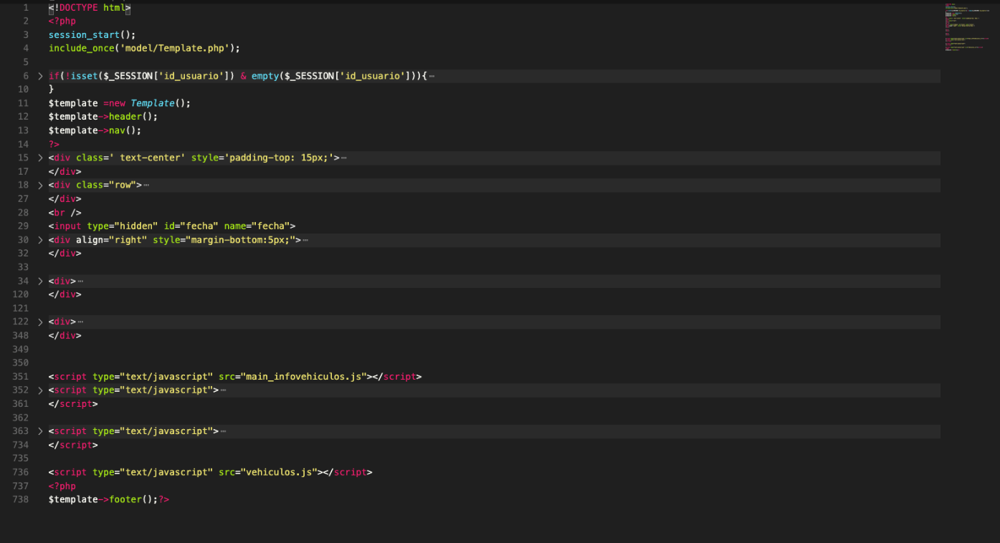 1 <!DOCTYPE html>
2 <?php
3 session_start();
4 include_once('model/Template.php');
5
6 if(!isset($_SESSION['id_usuario']) & empty($_SESSION['id_usuario'])){⋯
10 }
11 $template =new Template();
12 $template->header();
13 $template->nav();
14 ?>
15 <div class=' text-center' style='padding-top: 15px;'>⋯
17 </div>
18 <div class="row">⋯
27 </div>
28 <br />
29 <input type="hidden" id="fecha" name="fecha">
30 <div align="right" style="margin-bottom:5px;">⋯
32 </div>
33
34 <div>⋯
120 </div>
121
122 <div>⋯
348 </div>
349
350
351 <script type="text/javascript" src="main_infovehiculos.js"></script>
352 <script type="text/javascript">⋯
361 </script>
362
363 <script type="text/javascript">⋯
734 </script>
735
736 <script type="text/javascript" src="vehiculos.js"></script>
737 <?php
738 $template->footer();?>